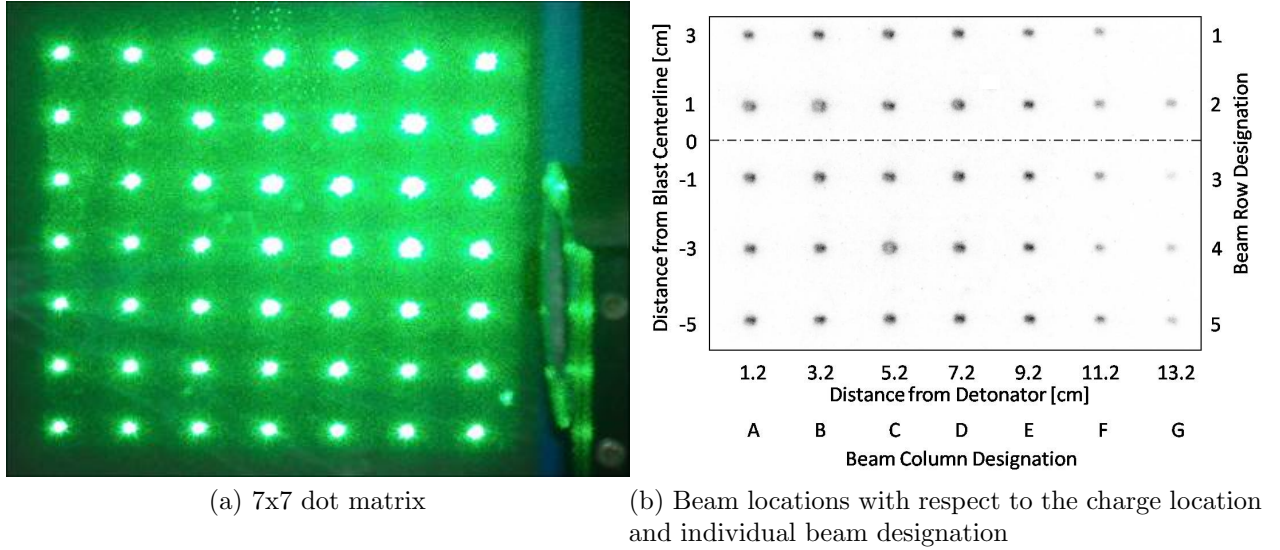 Distance from Blast Centerline [cm]
3
1
0
-1
-3
-5
1
2
3
4
5
Beam Row Designation
1.2 3.2 5.2 7.2 9.2 11.2 13.2
Distance from Detonator [cm]
A B C D E F G
Beam Column Designation
(a) 7x7 dot matrix
(b) Beam locations with respect to the charge location
and individual beam designation